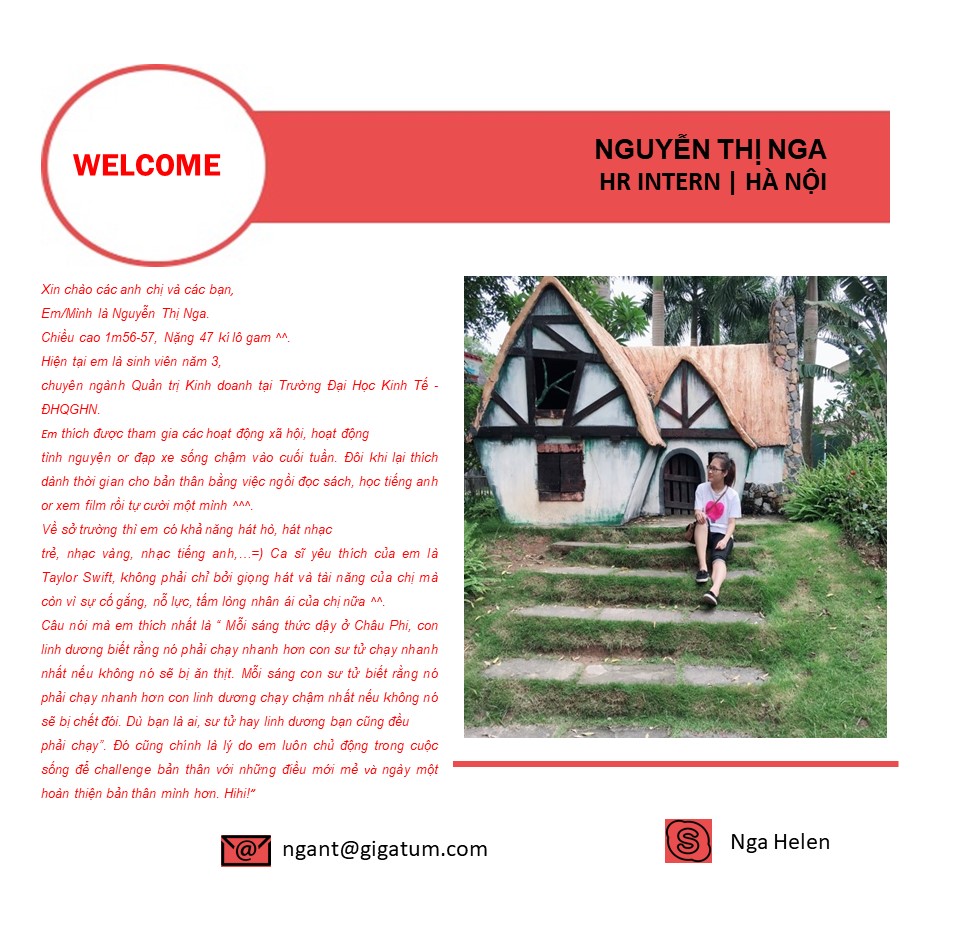 WELCOME
NGUYỄN THỊ NGA
HR INTERN | HÀ NỘI
Xin chào các anh chị và các bạn,
Em/Mình là Nguyễn Thị Nga.
Chiều cao 1m56-57, Nặng 47 kí lô gam ^^.
Hiện tại em là sinh viên năm 3,
chuyên ngành Quản trị Kinh doanh tại Trường Đại Học Kinh Tế -
ĐHQGHN.
Em thích được tham gia các hoạt động xã hội, hoạt động
tình nguyện or đạp xe sống chậm vào cuối tuần. Đôi khi lại thích
dành thời gian cho bản thân bằng việc ngồi đọc sách, học tiếng anh
or xem film rồi tự cười một mình ^^^.
Về sở trường thì em có khả năng hát hò, hát nhạc
trẻ, nhạc vàng, nhạc tiếng anh,…=) Ca sĩ yêu thích của em là
Taylor Swift, không phải chỉ bởi giọng hát và tài năng của chị mà
còn vì sự cố gắng, nỗ lực, tấm lòng nhân ái của chị nữa ^^.
Câu nói mà em thích nhất là “ Mỗi sáng thức dậy ở Châu Phi, con
linh dương biết rằng nó phải chạy nhanh hơn con sư tử chạy nhanh
nhất nếu không nó sẽ bị ăn thịt. Mỗi sáng con sư tử biết rằng nó
phải chạy nhanh hơn con linh dương chạy chậm nhất nếu không nó
sẽ bị chết đói. Dù bạn là ai, sư tử hay linh dương bạn cũng đều
phải chạy”. Đó cũng chính là lý do em luôn chủ động trong cuộc
sống để challenge bản thân với những điều mới mẻ và ngày một
hoàn thiện bản thân mình hơn. Hihi!”
@ ngant@gigatum.com
S Nga Helen